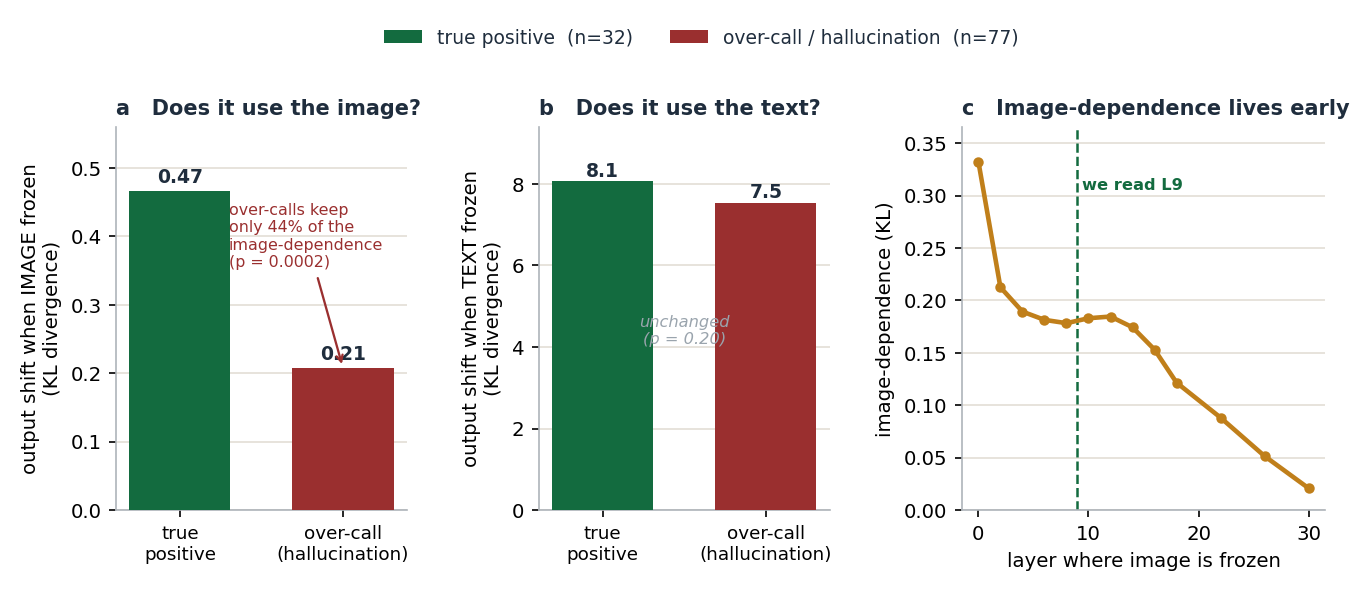 true positive  (n=32)
over-call / hallucination  (n=77)
a   Does it use the image?
output shift when IMAGE frozen
(KL divergence)
0.5
0.4
0.3
0.2
0.1
0.0
0.47
over-calls keep
only 44% of the
image-dependence
(p = 0.0002)
0.21
true
positive
over-call
(hallucination)
b   Does it use the text?
output shift when TEXT frozen
(KL divergence)
8
6
4
2
0
8.1
7.5
unchanged
(p = 0.20)
true
positive
over-call
(hallucination)
c   Image-dependence lives early
image-dependence (KL)
0.35
0.30
0.25
0.20
0.15
0.10
0.05
0.00
we read L9
0
10
20
30
layer where image is frozen